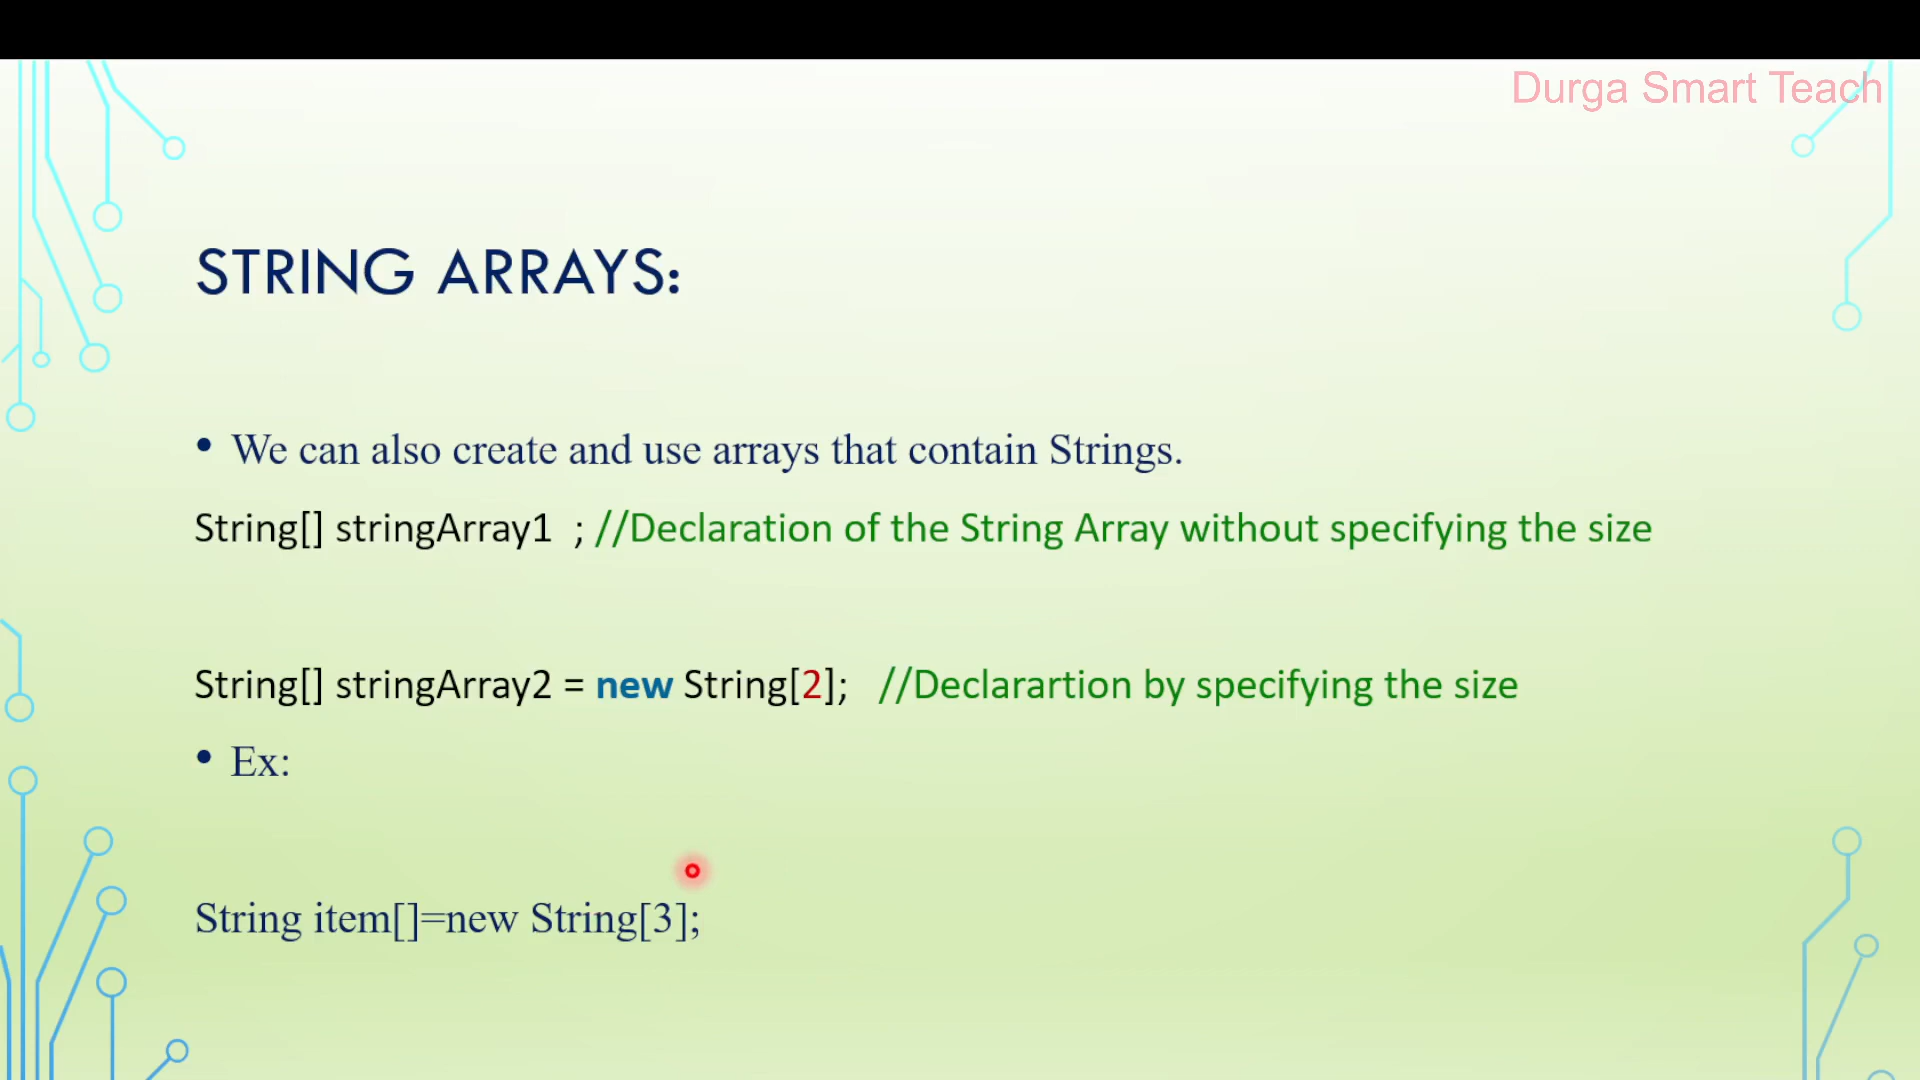 Durga Smart Teach
STRING ARRAYS:
• We can also create and use arrays that contain Strings.
String[] stringArray1  ; //Declaration of the String Array without specifying the size
String[] stringArray2 = new String[2];   //Declarartion by specifying the size
• Ex:
String item[]=new String[3];